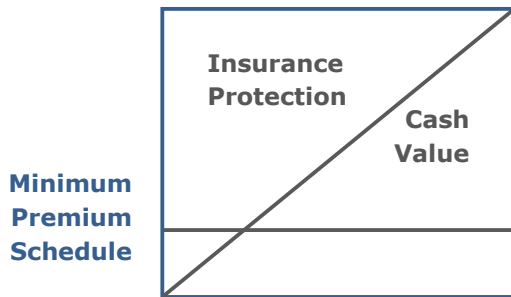 Insurance
Protection
Cash
Value
Minimum
Premium
Schedule